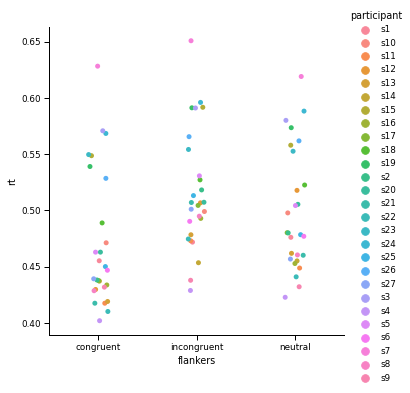 participant
s1
s10
s11
s12
s13
s14
s15
s16
s17
s18
s19
s2
s20
s21
s22
s23
s24
s25
s26
s27
s3
s4
s5
s6
s7
s8
s9
0.65
0.60
0.55
0.50
0.45
0.40
rt
congruent incongruent neutral
flankers